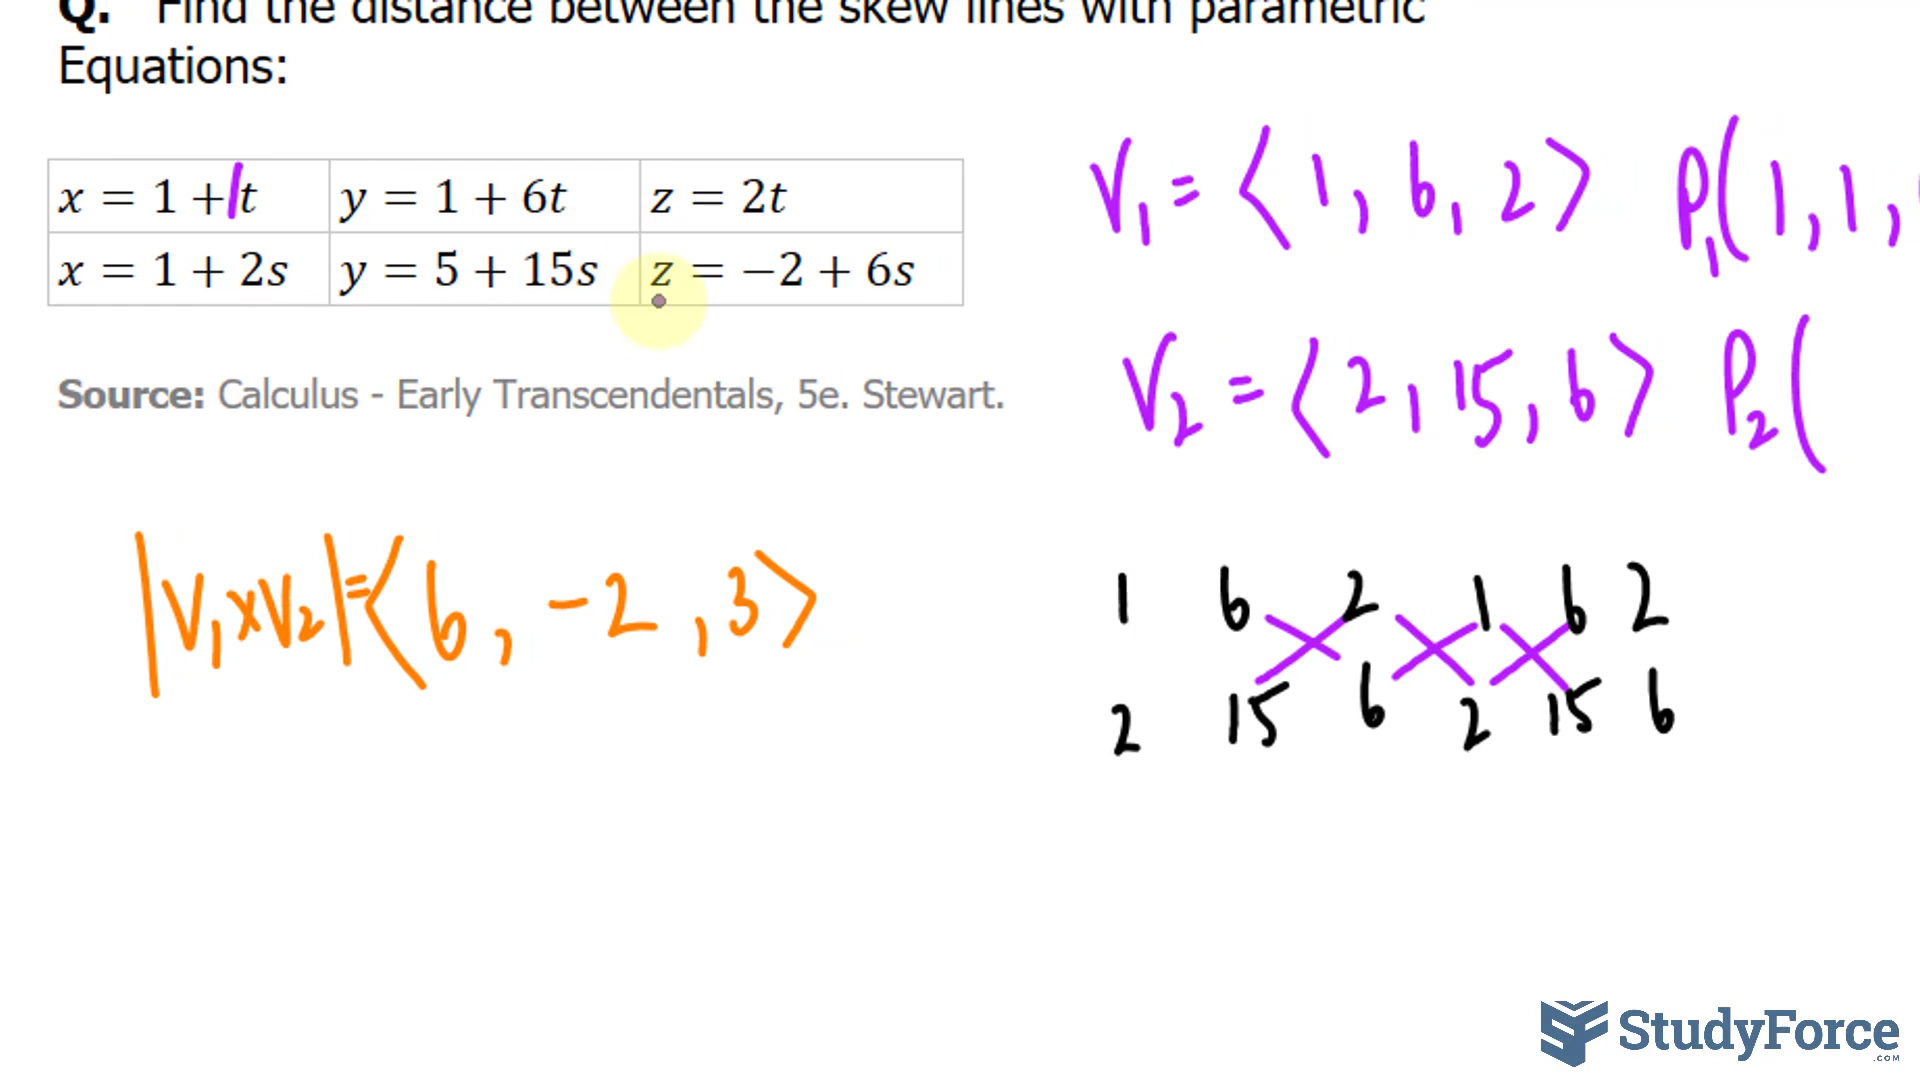 Q. Find the distance between the skew lines with parametric
Equations:
x = 1 + 1t y = 1 + 6t z = 2t
x = 1 + 2s y = 5 + 15s z = −2 + 6s
Source: Calculus - Early Transcendentals, 5e. Stewart.
V₁ = ⟨1, 6, 2⟩ P₁(1, 1,
V₂ = ⟨2, 15, 6⟩ P₂(
|V₁×V₂| = ⟨6, -2, 3⟩
1 6 2 1 6 2
2 15 6 2 15 6
StudyForce
.COM